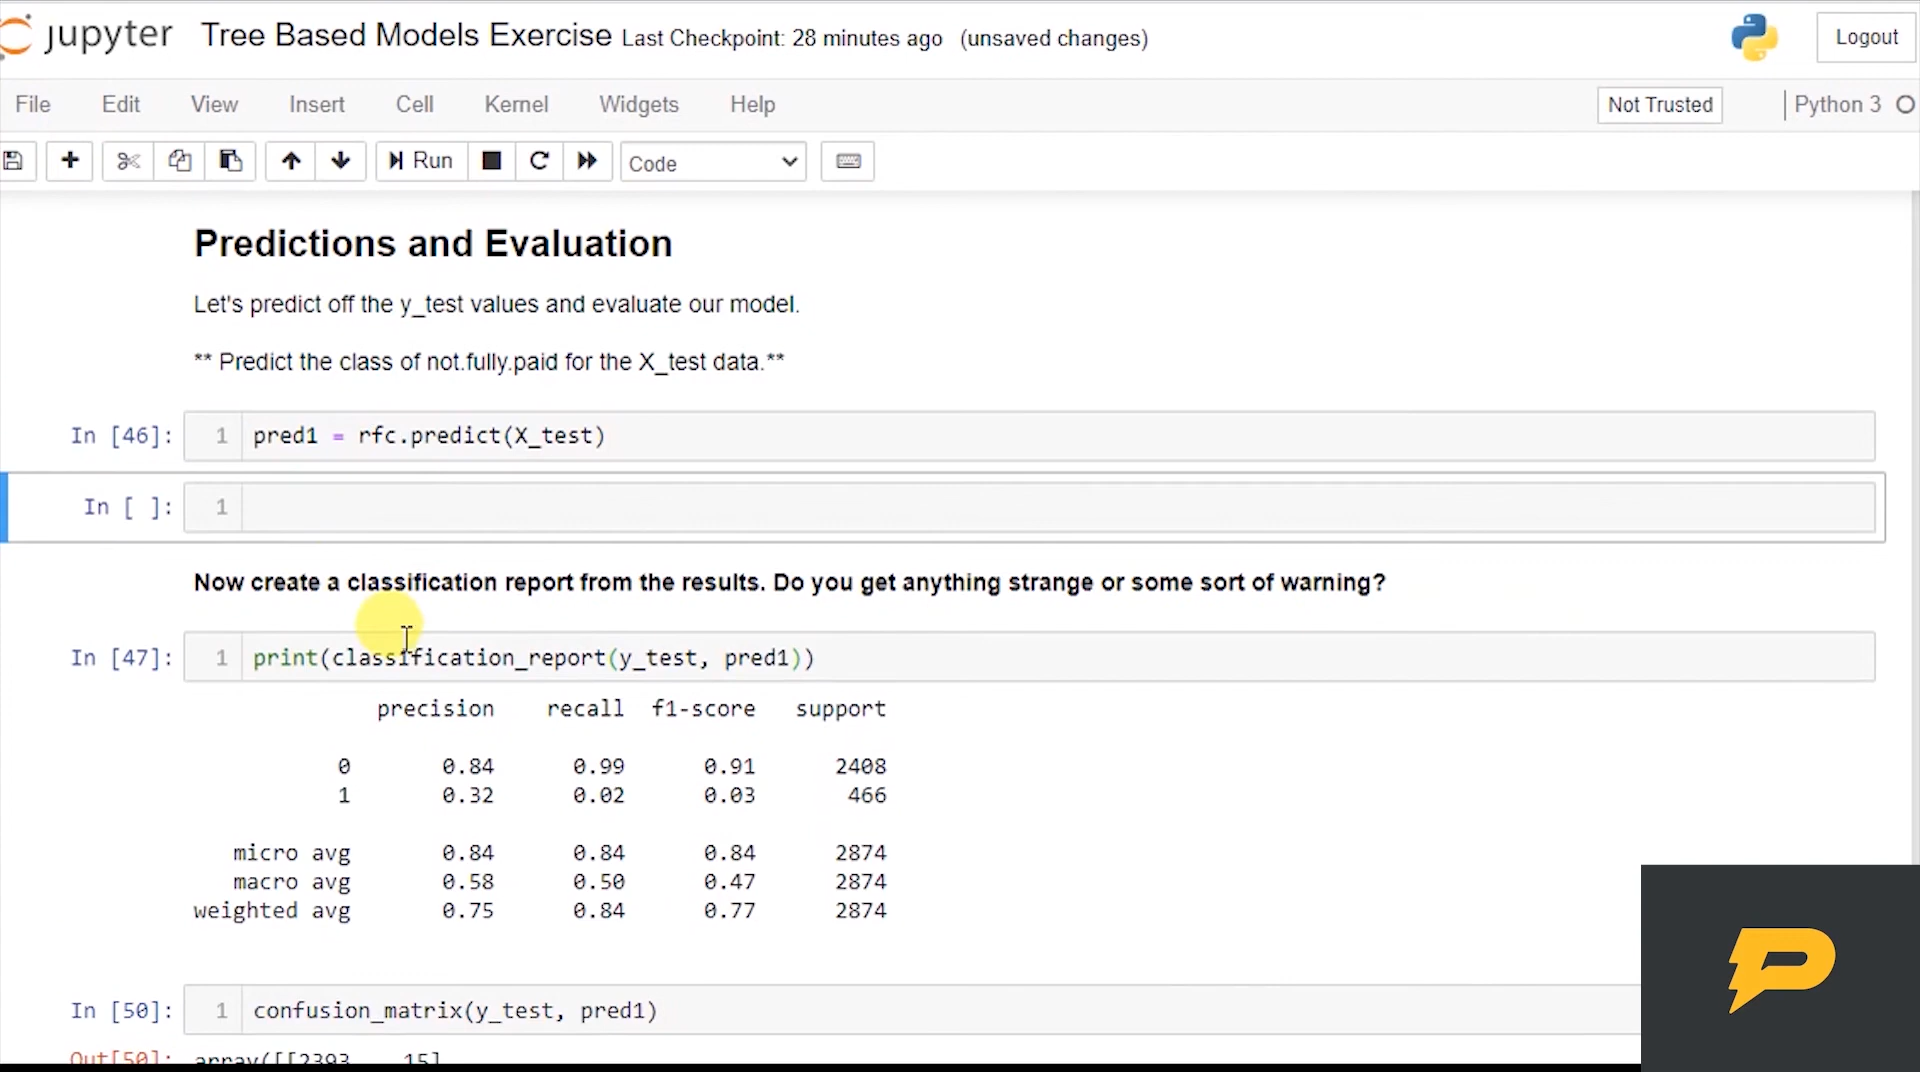 jupyter Tree Based Models Exercise Last Checkpoint: 28 minutes ago (unsaved changes) Logout
File Edit View Insert Cell Kernel Widgets Help Not Trusted Python 3
Run Code
Predictions and Evaluation
Let's predict off the y_test values and evaluate our model.
** Predict the class of not.fully.paid for the X_test data.**
In [46]: 1 pred1 = rfc.predict(X_test)
In [ ]: 1
Now create a classification report from the results. Do you get anything strange or some sort of warning?
In [47]: 1 print(classification_report(y_test, pred1))
precision recall f1-score support
0 0.84 0.99 0.91 2408
1 0.32 0.02 0.03 466
micro avg 0.84 0.84 0.84 2874
macro avg 0.58 0.50 0.47 2874
weighted avg 0.75 0.84 0.77 2874
In [50]: 1 confusion_matrix(y_test, pred1)
Out[50]: array([[2393, 15]